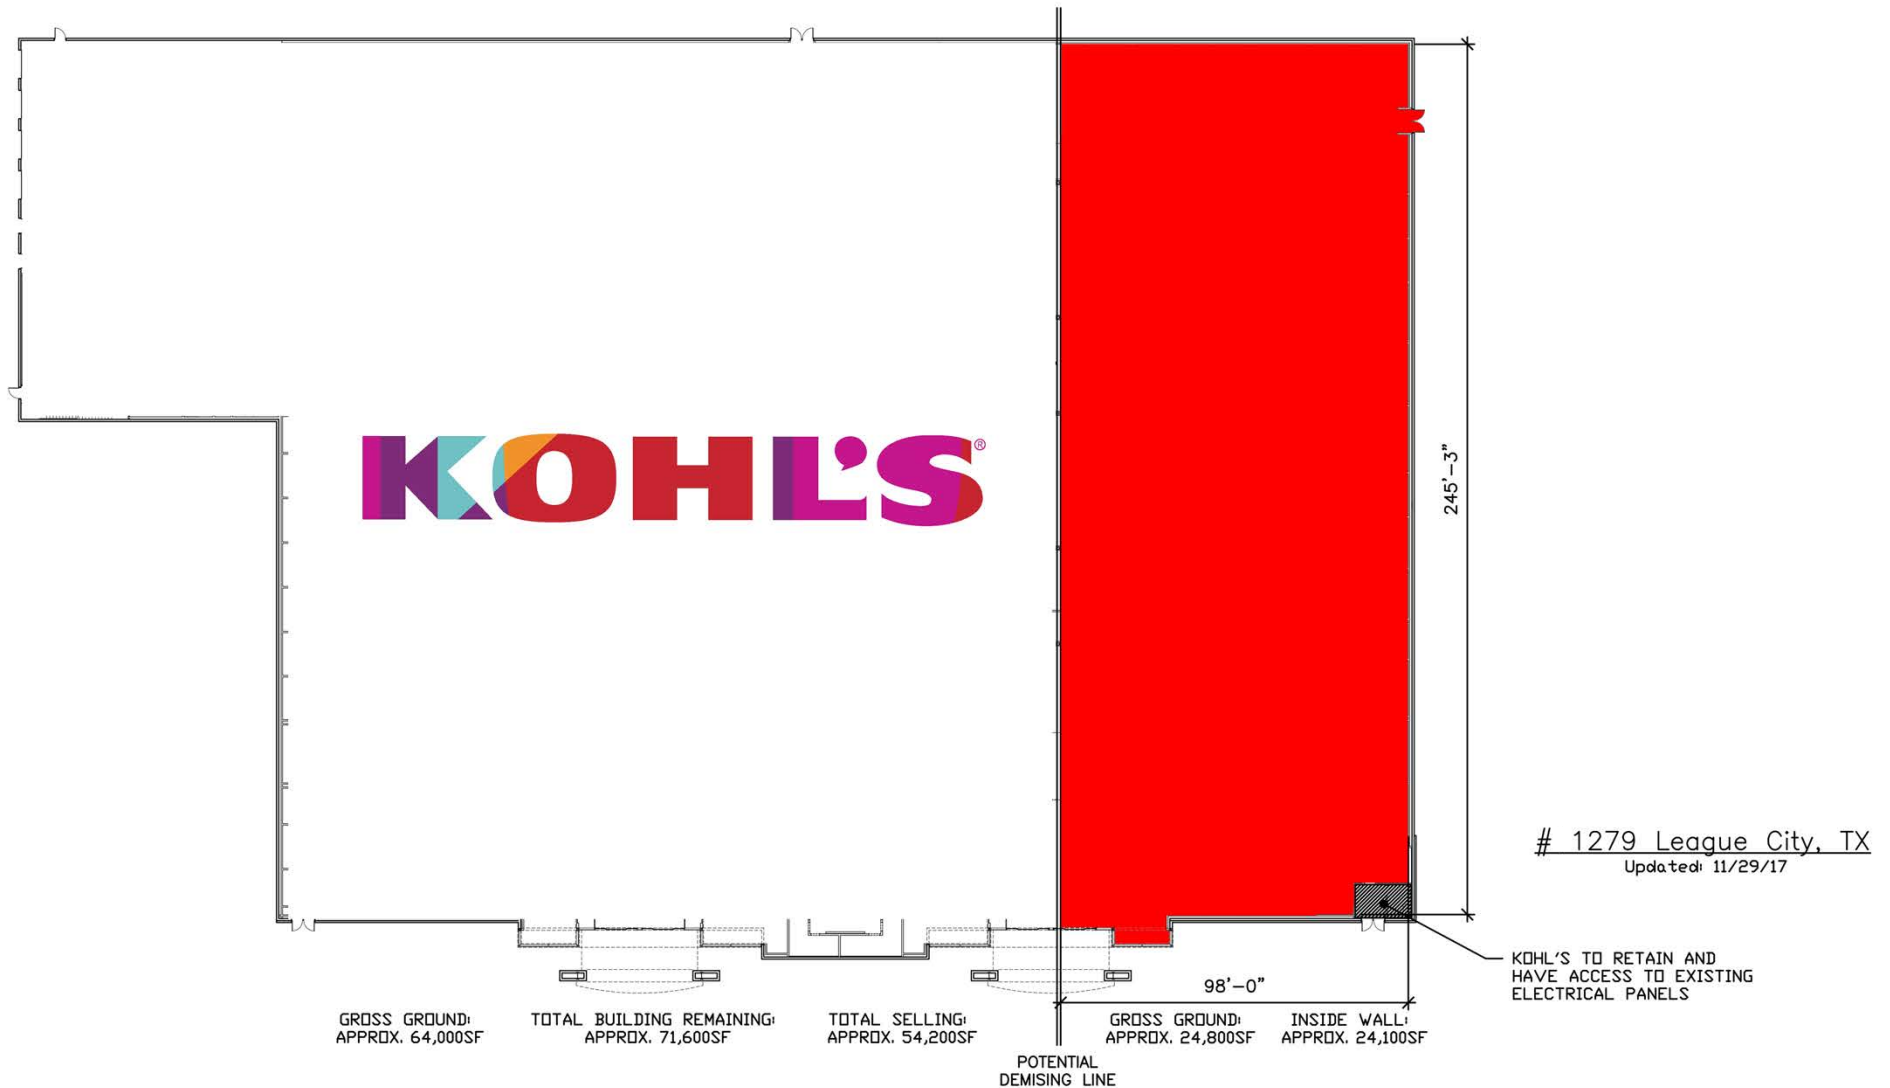 KOHL'S®
245'-3"
# 1279 League City, TX
Updated: 11/29/17
KOHL'S TO RETAIN AND
HAVE ACCESS TO EXISTING
ELECTRICAL PANELS
98'-0"
GROSS GROUND:
APPROX. 64,000SF
TOTAL BUILDING REMAINING:
APPROX. 71,600SF
TOTAL SELLING:
APPROX. 54,200SF
GROSS GROUND:
APPROX. 24,800SF
INSIDE WALL:
APPROX. 24,100SF
POTENTIAL
DEMISING LINE